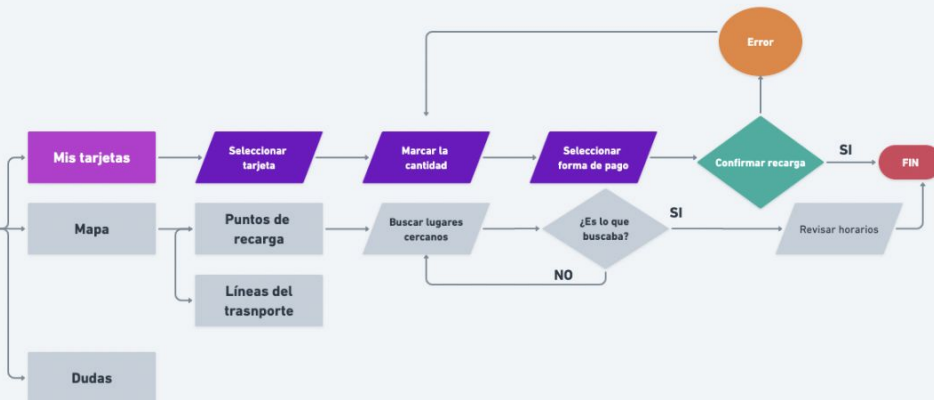 Error
Mis tarjetas
Seleccionar
tarjeta
Marcar la
cantidad
Seleccionar
forma de pago
Confirmar recarga
SI
FIN
Mapa
Puntos de
recarga
Buscar lugares
cercanos
¿Es lo que
buscaba?
SI
Revisar horarios
NO
Líneas del
trasnporte
Dudas